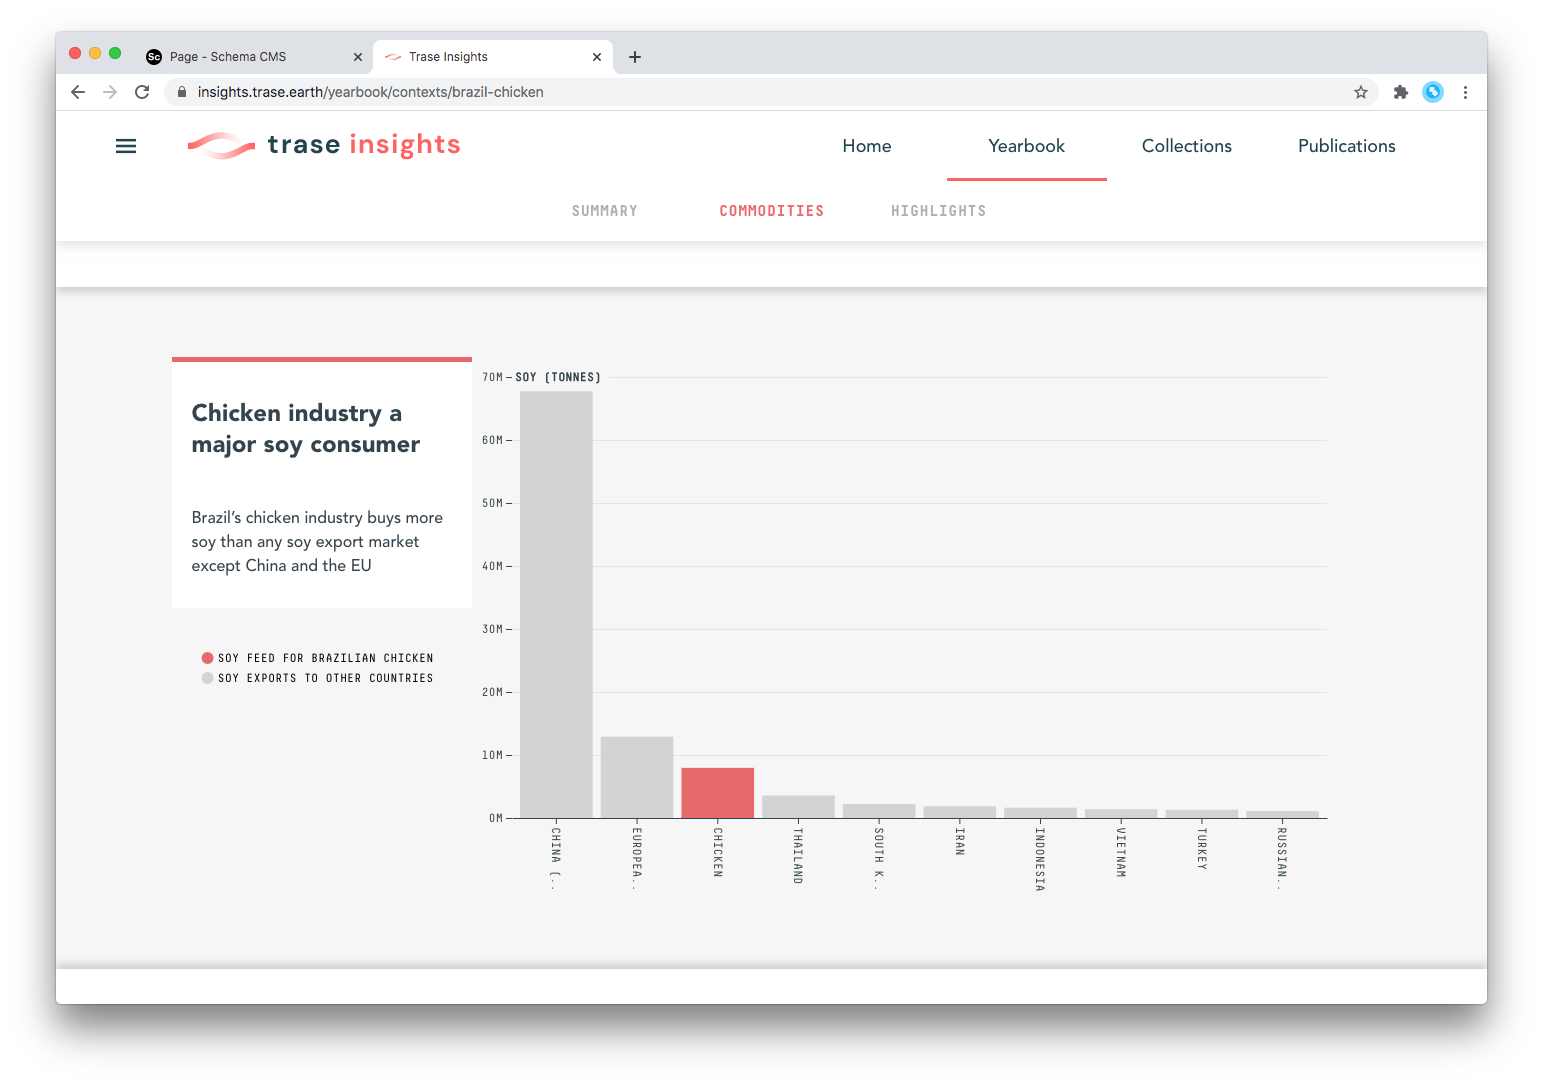 Sc Page - Schema CMS
Trase Insights
insights.trase.earth/yearbook/contexts/brazil-chicken
trase insights
Home
Yearbook
Collections
Publications
SUMMARY
COMMODITIES
HIGHLIGHTS
Chicken industry a
major soy consumer
Brazil’s chicken industry buys more
soy than any soy export market
except China and the EU
SOY FEED FOR BRAZILIAN CHICKEN
SOY EXPORTS TO OTHER COUNTRIES
70M
SOY (TONNES)
60M
50M
40M
30M
20M
10M
0M
CHINA (..
EUROPEA..
CHICKEN
THAILAND
SOUTH K..
IRAN
INDONESIA
VIETNAM
TURKEY
RUSSIAN..